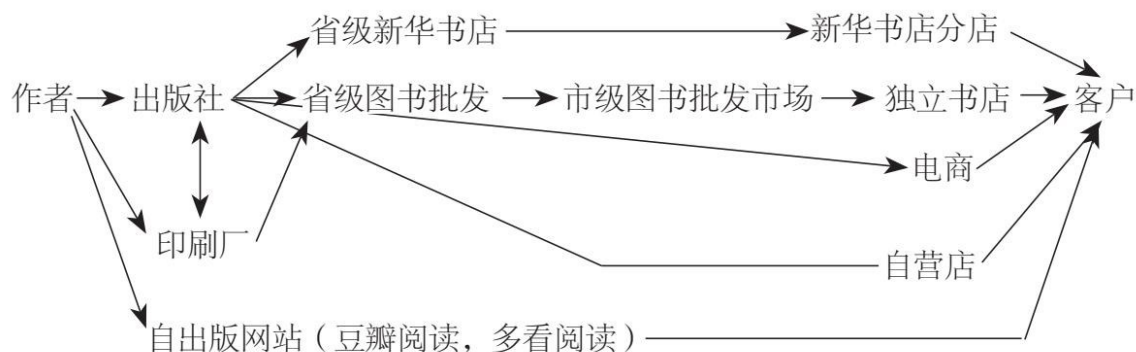 省级新华书店 新华书店分店
作者 出版社 省级图书批发 市级图书批发市场 独立书店 客户
电商
印刷厂
自营店
自出版网站（豆瓣阅读，多看阅读）